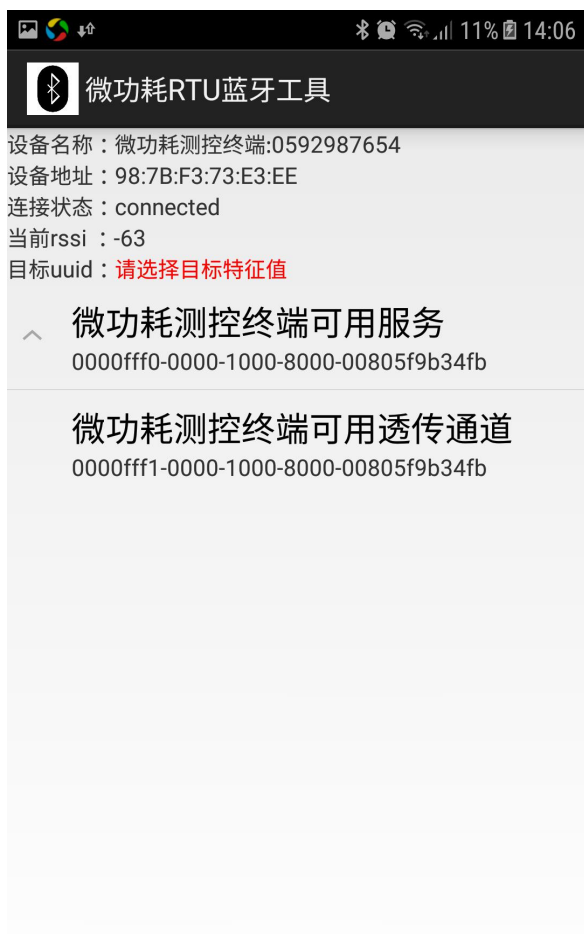 11% 14:06
微功耗RTU蓝牙工具
设备名称：微功耗测控终端:0592987654
设备地址：98:7B:F3:73:E3:EE
连接状态：connected
当前rssi ：-63
目标uuid：请选择目标特征值
微功耗测控终端可用服务
0000fff0-0000-1000-8000-00805f9b34fb
微功耗测控终端可用透传通道
0000fff1-0000-1000-8000-00805f9b34fb